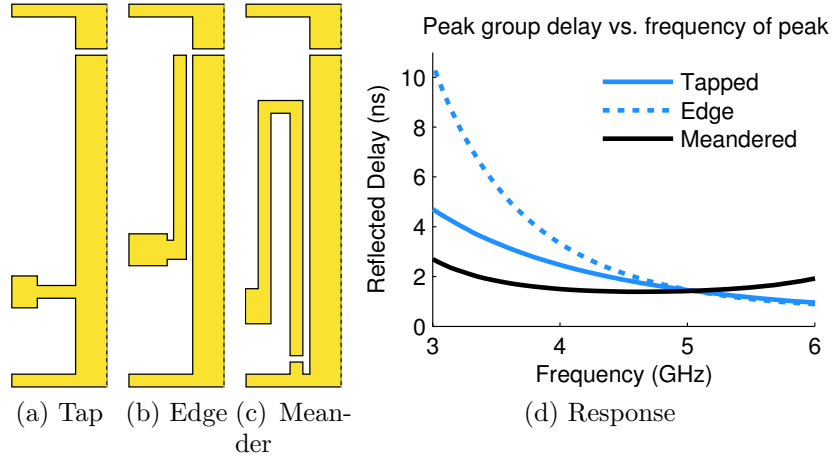 Peak group delay vs. frequency of peak
10
8
6
4
2
0
Reflected Delay (ns)
Tapped
Edge
Meandered
3
4
5
6
Frequency (GHz)
(a) Tap
(b) Edge
(c) Mean-
der
(d) Response